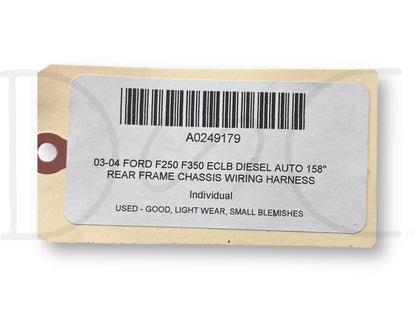 A0249179
03-04 FORD F250 F350 ECLB DIESEL AUTO 158"
REAR FRAME CHASSIS WIRING HARNESS
Individual
USED - GOOD, LIGHT WEAR, SMALL BLEMISHES